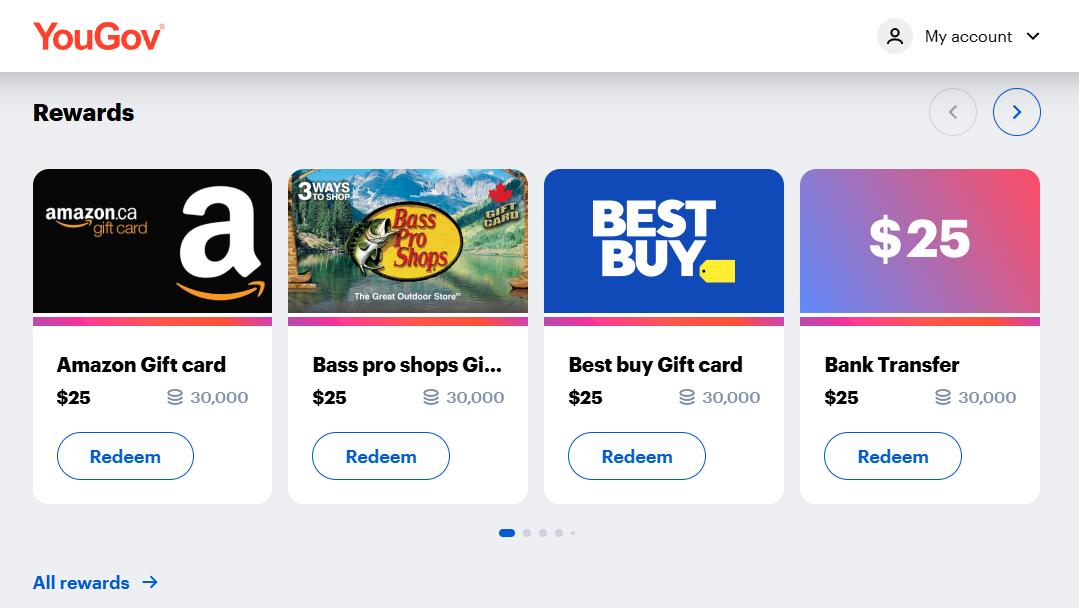 YouGov®
My account
Rewards
amazon.ca
gift card
a
3 WAYS
TO SHOP
GIFT
CARD
Bass
Pro
Shops
The Great Outdoor Store
BEST
BUY
$25
Amazon Gift card
$25 30,000
Redeem
Bass pro shops Gi...
$25 30,000
Redeem
Best buy Gift card
$25 30,000
Redeem
Bank Transfer
$25 30,000
Redeem
All rewards